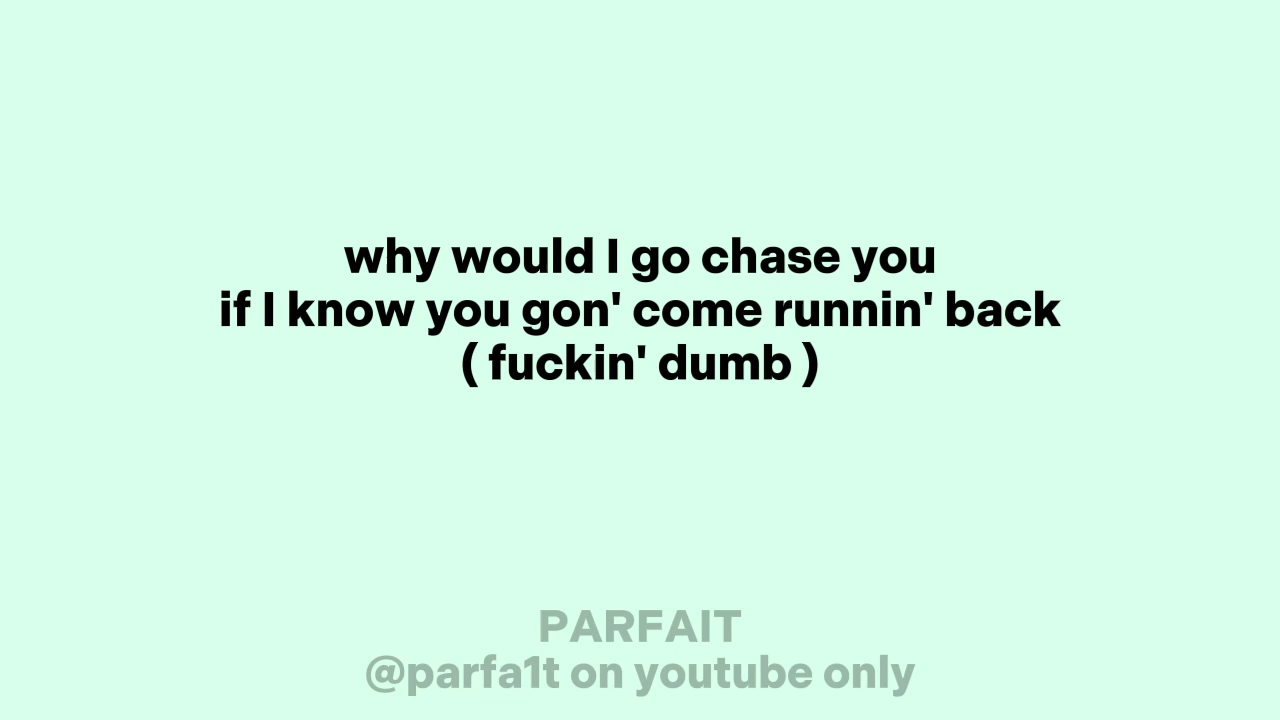 why would I go chase you
if I know you gon' come runnin' back
( fuckin' dumb )
PARFAIT
@parfa1t on youtube only